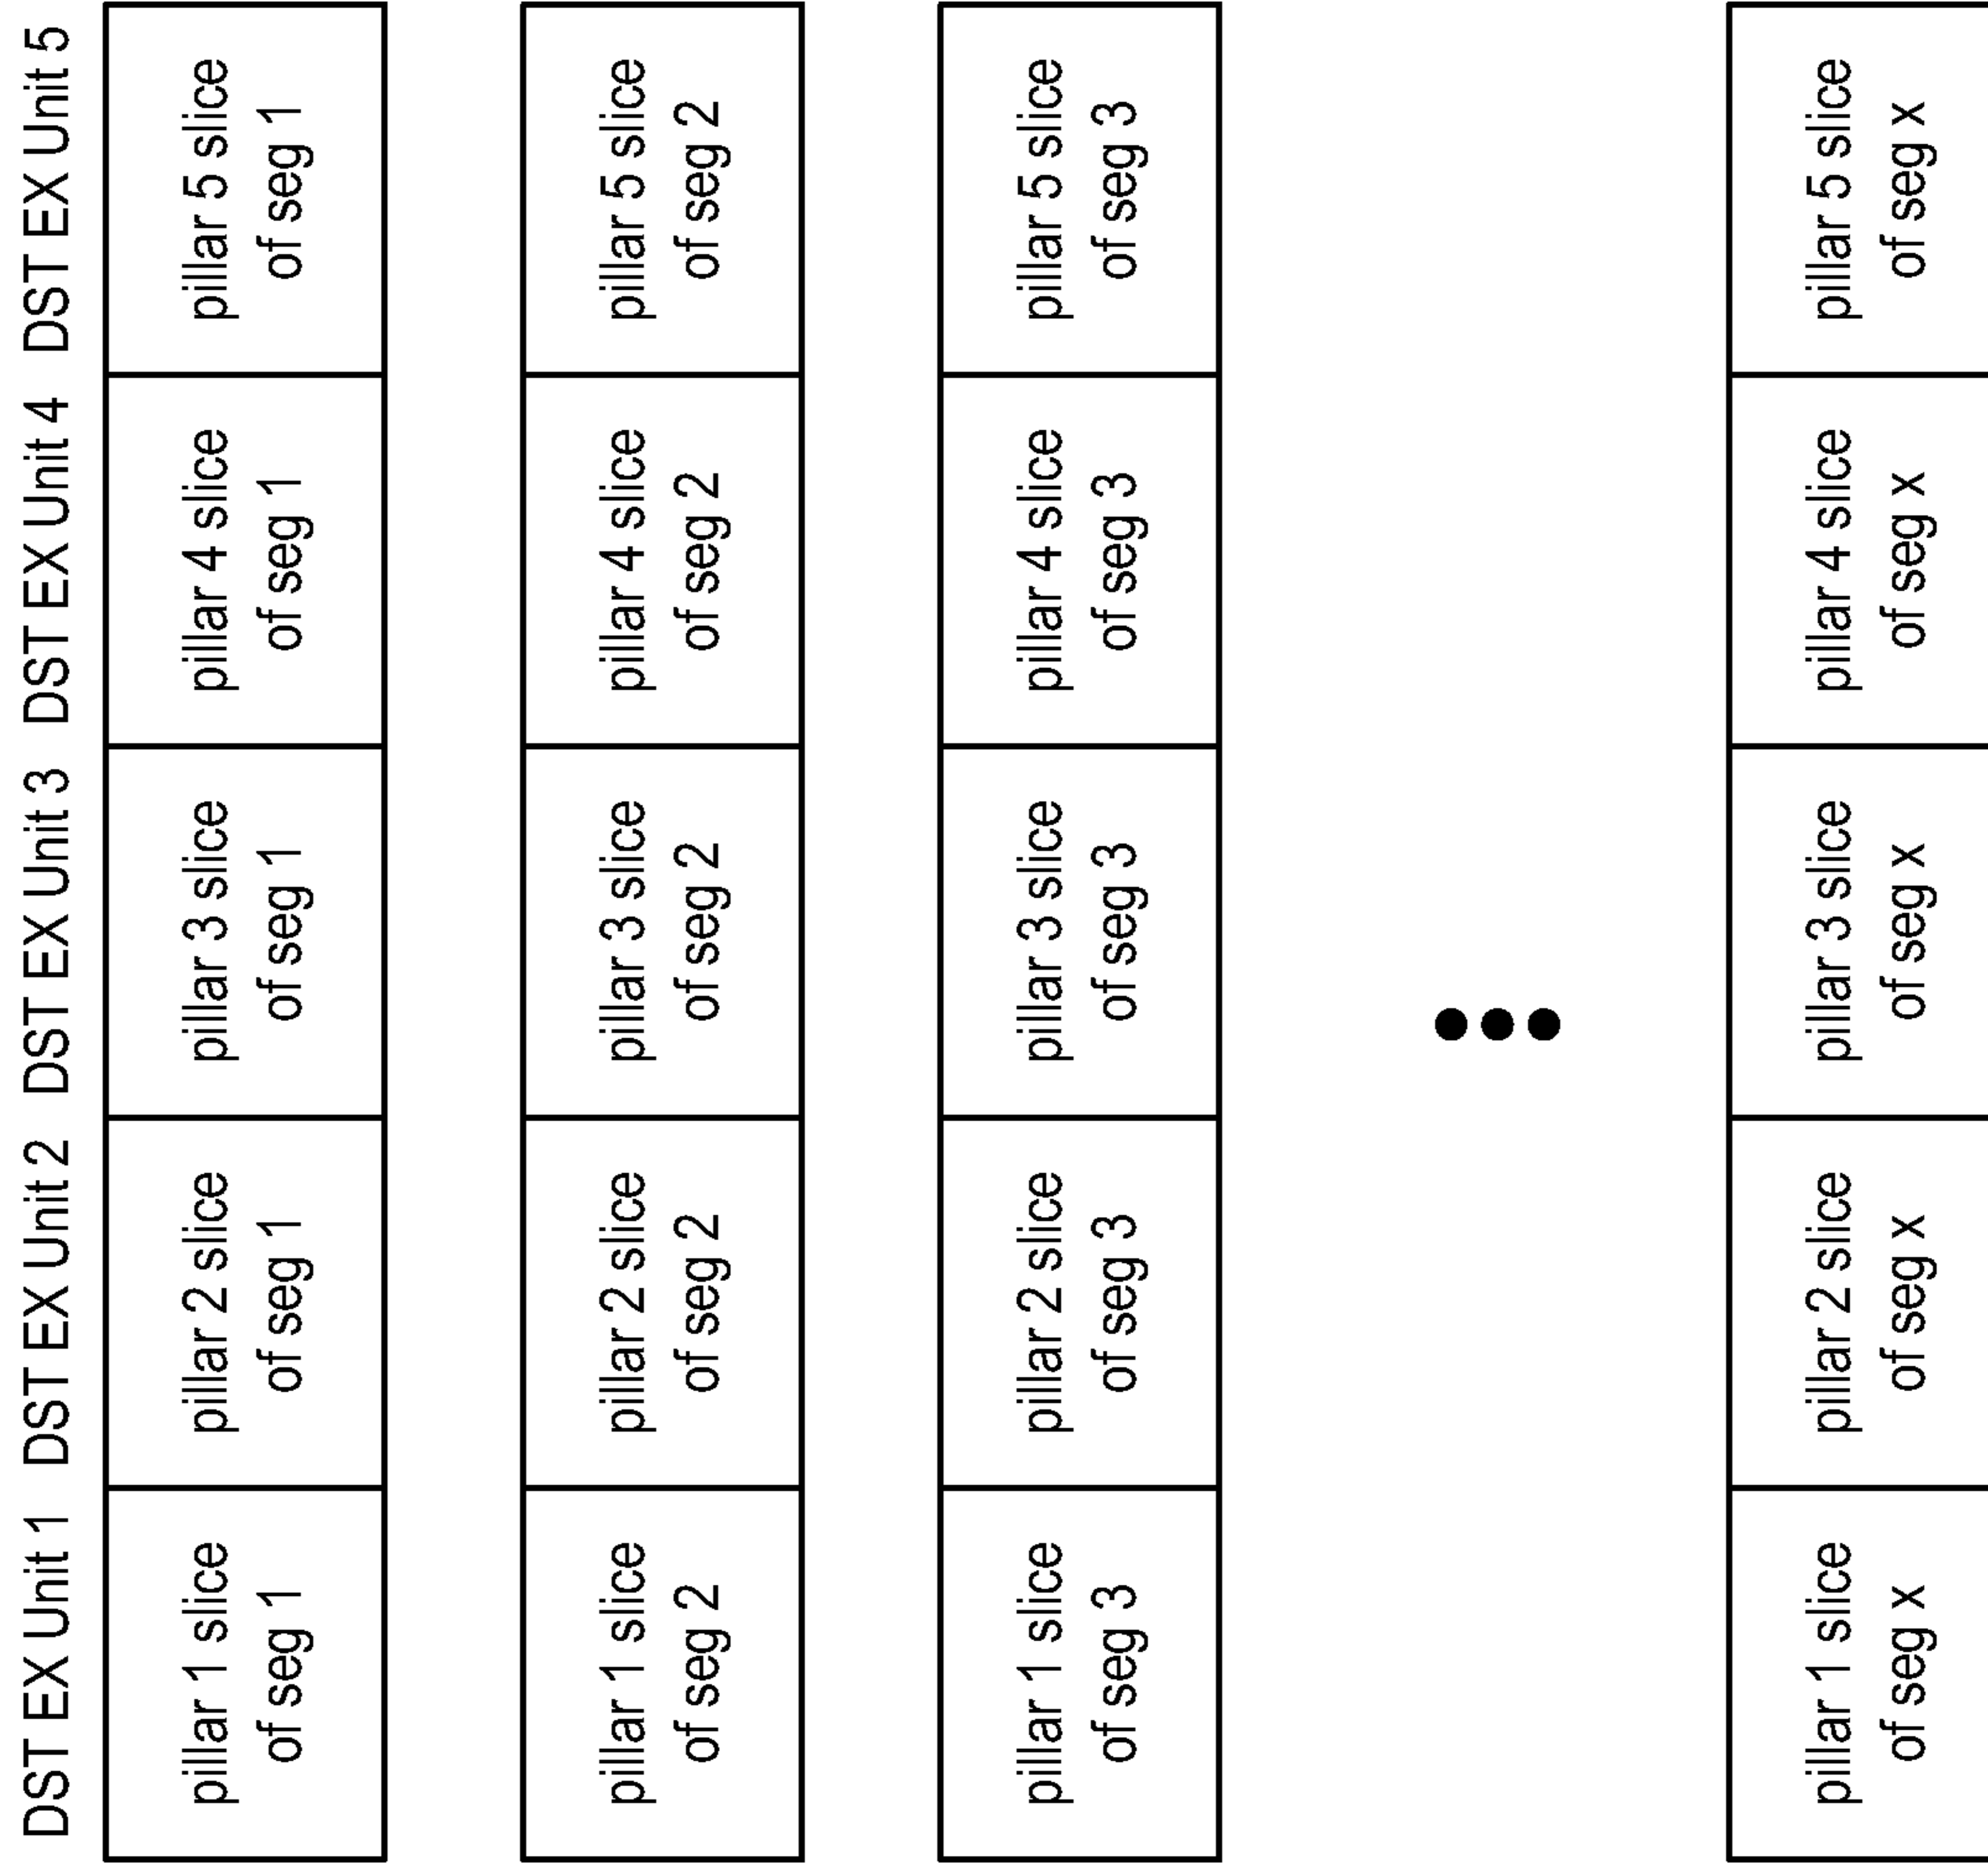 DST EX Unit 1 DST EX Unit 2 DST EX Unit 3 DST EX Unit 4 DST EX Unit 5
pillar 1 slice
of seg 1
pillar 2 slice
of seg 1
pillar 3 slice
of seg 1
pillar 4 slice
of seg 1
pillar 5 slice
of seg 1
pillar 1 slice
of seg 2
pillar 2 slice
of seg 2
pillar 3 slice
of seg 2
pillar 4 slice
of seg 2
pillar 5 slice
of seg 2
pillar 1 slice
of seg 3
pillar 2 slice
of seg 3
pillar 3 slice
of seg 3
pillar 4 slice
of seg 3
pillar 5 slice
of seg 3
pillar 1 slice
of seg x
pillar 2 slice
of seg x
pillar 3 slice
of seg x
pillar 4 slice
of seg x
pillar 5 slice
of seg x